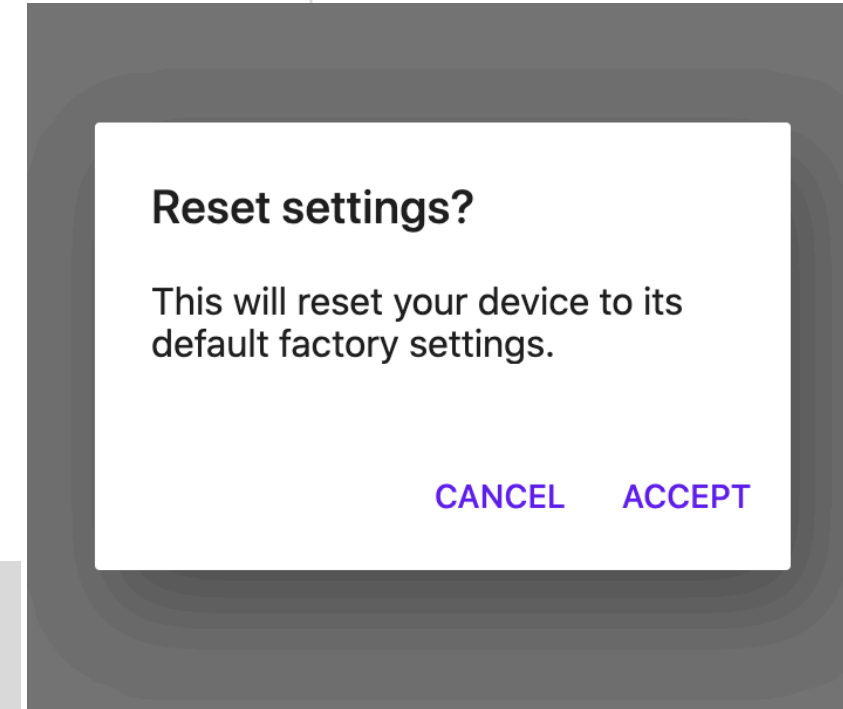 Reset settings?
This will reset your device to its
default factory settings.
CANCEL ACCEPT